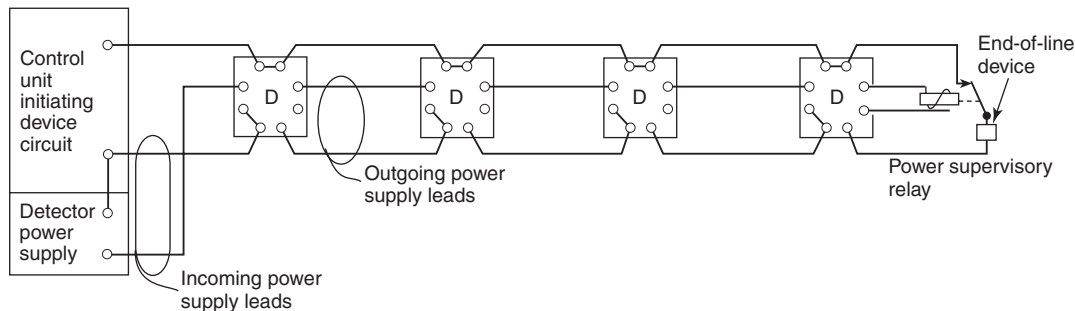 Control
unit
initiating
device
circuit
Detector
power
supply
D
D
D
D
End-of-line
device
Outgoing power
supply leads
Power supervisory
relay
Incoming power
supply leads